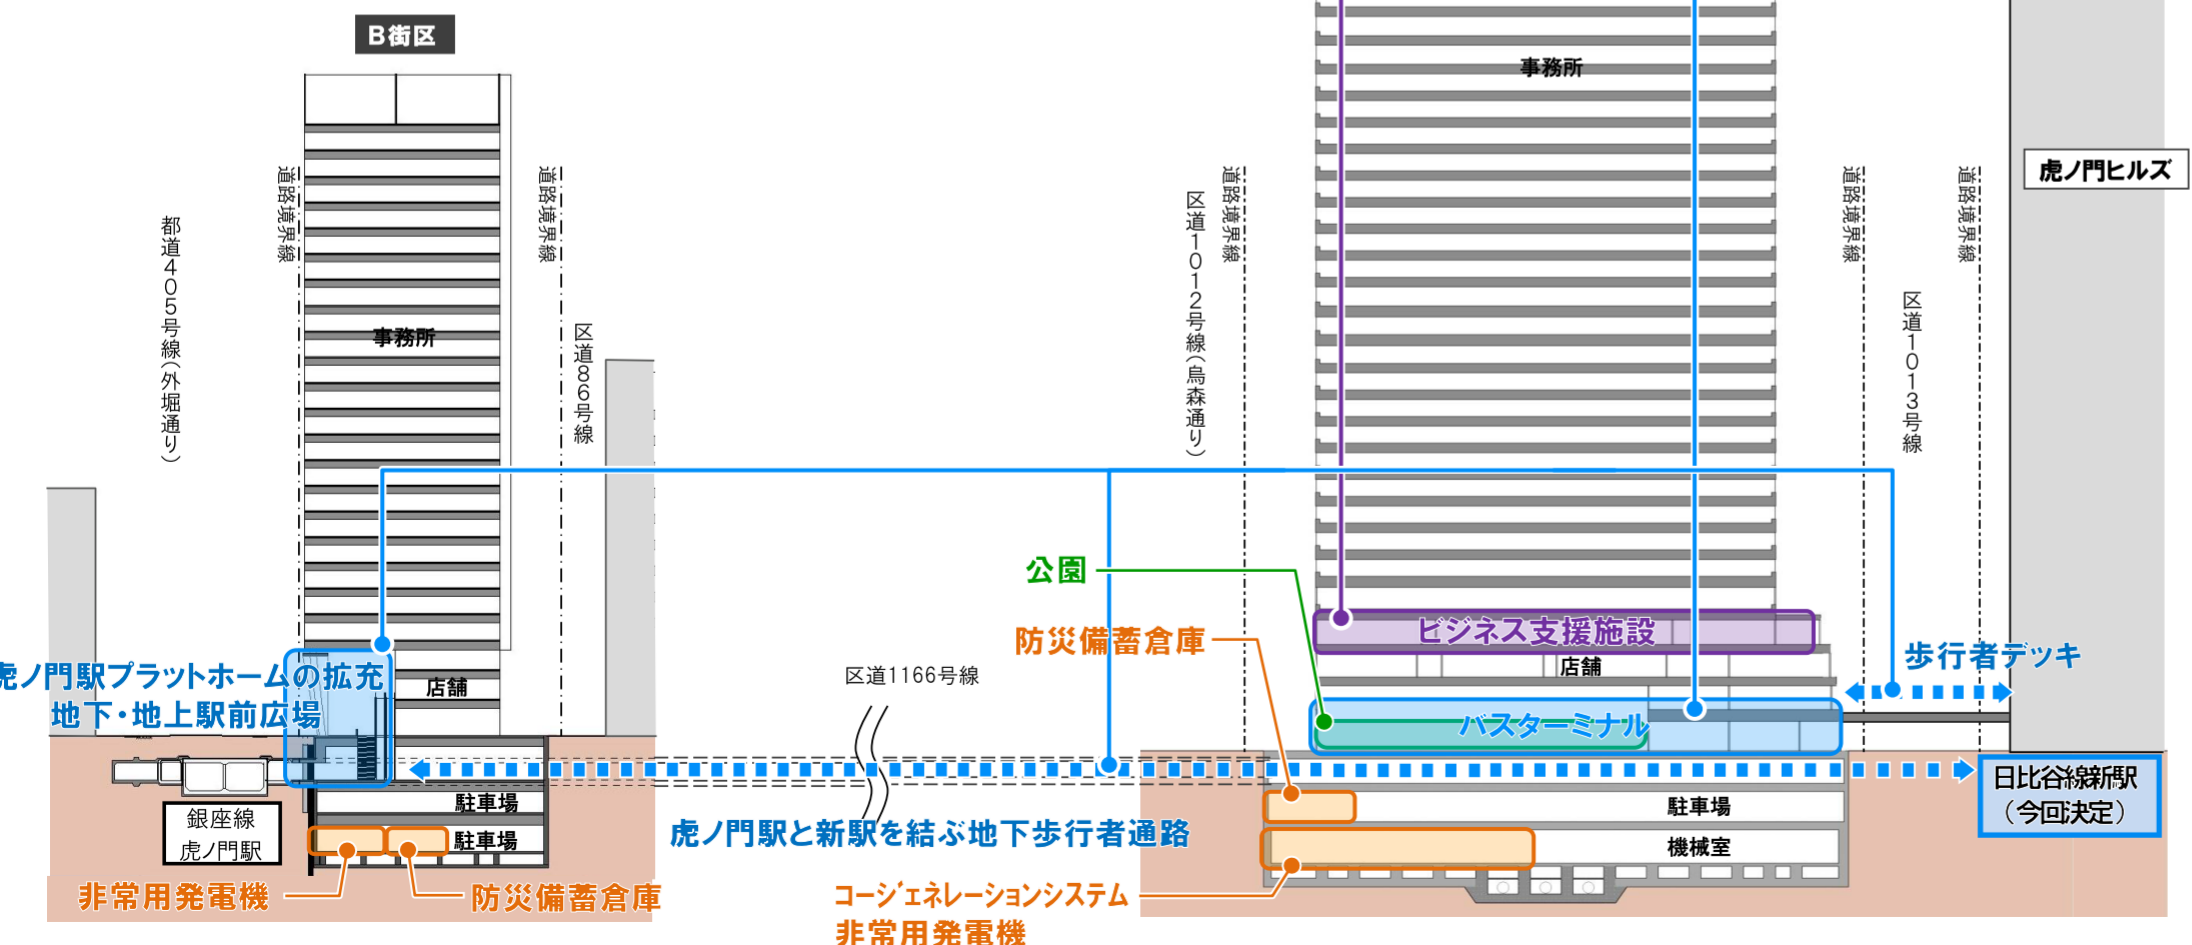 B街区
事務所
虎ノ門ヒルズ
道路境界線
道路境界線
道路境界線
道路境界線
道路境界線
都道405号線(外堀通り)
区道1012号線(烏森通り)
区道1013号線
区道86号線
事務所
公園
防災備蓄倉庫
ビジネス支援施設
店舗
歩行者デッキ
区道1166号線
虎ノ門駅プラットホームの拡充
地下・地上駅前広場
店舗
バスターミナル
日比谷線新駅
(今回決定)
駐車場
駐車場
駐車場
機械室
銀座線
虎ノ門駅
虎ノ門駅と新駅を結ぶ地下歩行者通路
非常用発電機
防災備蓄倉庫
コージェネレーションシステム
非常用発電機